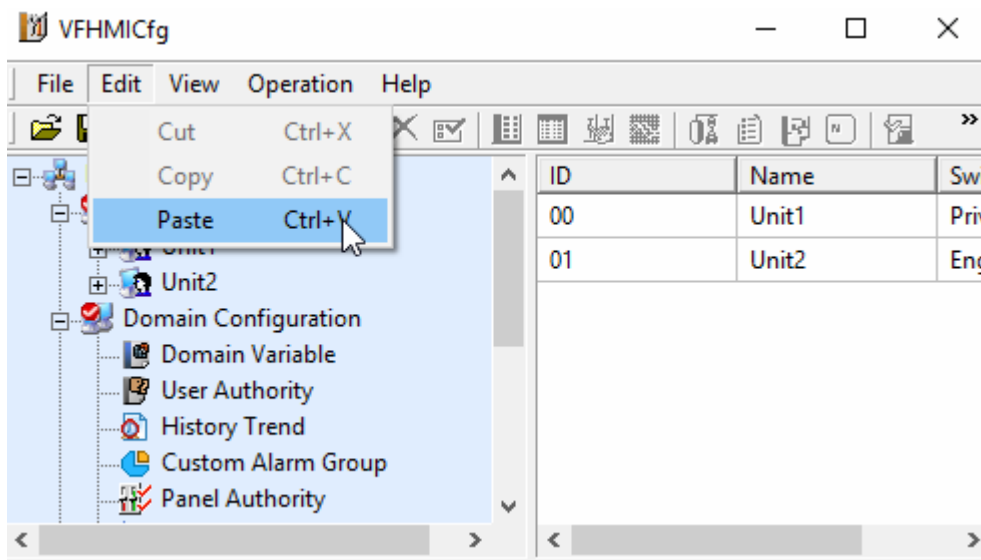 VFHMICfg
File Edit View Operation Help
Cut Ctrl+X
Copy Ctrl+C
Paste Ctrl+V
ID Name
00 Unit1
01 Unit2
Unit1
Unit2
Domain Configuration
Domain Variable
User Authority
History Trend
Custom Alarm Group
Panel Authority